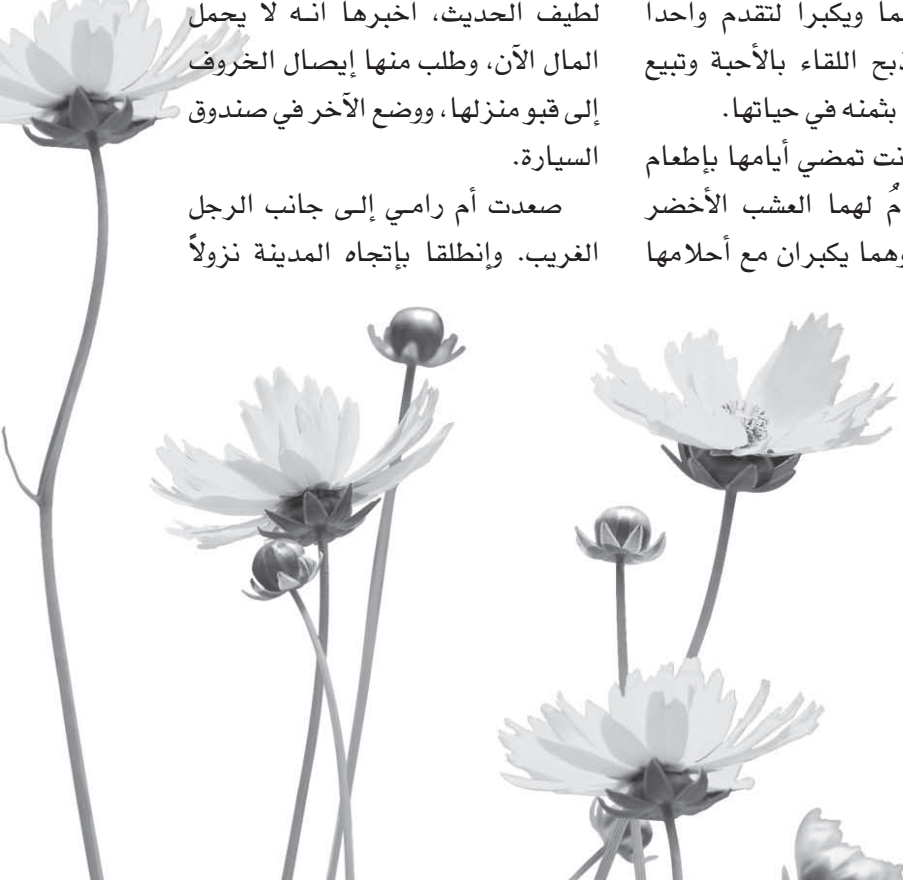 ما ويكبرا لتقدم واحدا
ذبح اللقاء بالأحبة وتبيع
بثمنه في حياتها.
نت تمضي أيامها بإطعام
مُ لهما العشب الأخضر
وهما يكبران مع أحلامها
لطيف الحديث، اخبرها انه لا يحمل
المال الآن، وطلب منها إيصال الخروف
إلى قبو منزلها، ووضع الآخر في صندوق
السيارة.
صعدت أم رامي إلى جانب الرجل
الغريب. وإنطلقا بإتجاه المدينة نزولاً